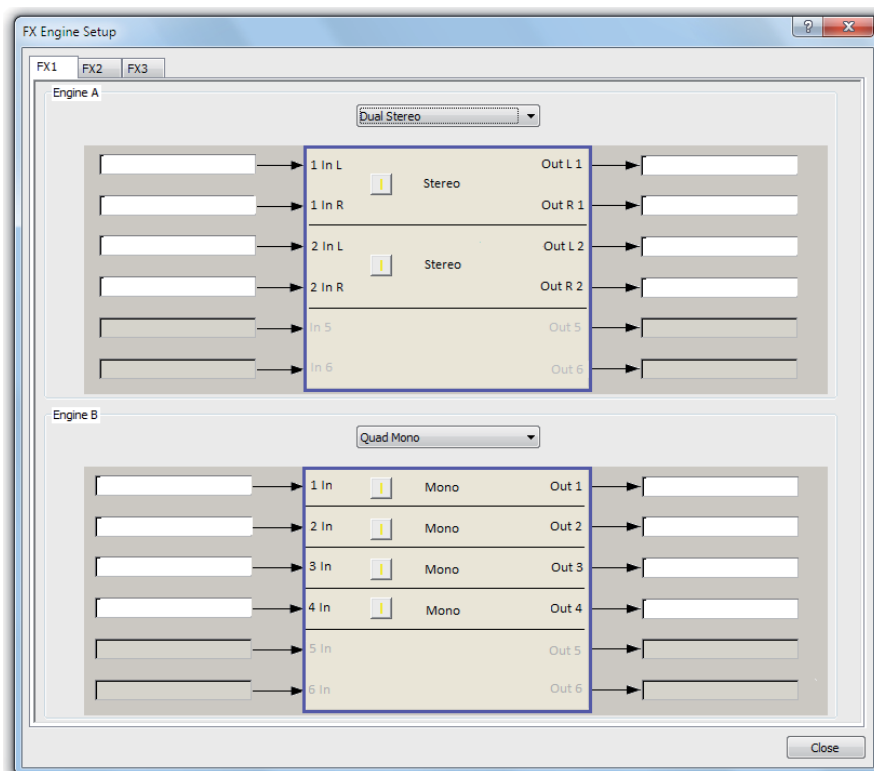 FX Engine Setup
FX1 FX2 FX3
Engine A
Dual Stereo
1 In L Out L 1
Stereo
1 In R Out R 1
2 In L Out L 2
Stereo
2 In R Out R 2
In 5 Out 5
In 6 Out 6
Engine B
Quad Mono
1 In Mono Out 1
2 In Mono Out 2
3 In Mono Out 3
4 In Mono Out 4
5 In Out 5
6 In Out 6
Close